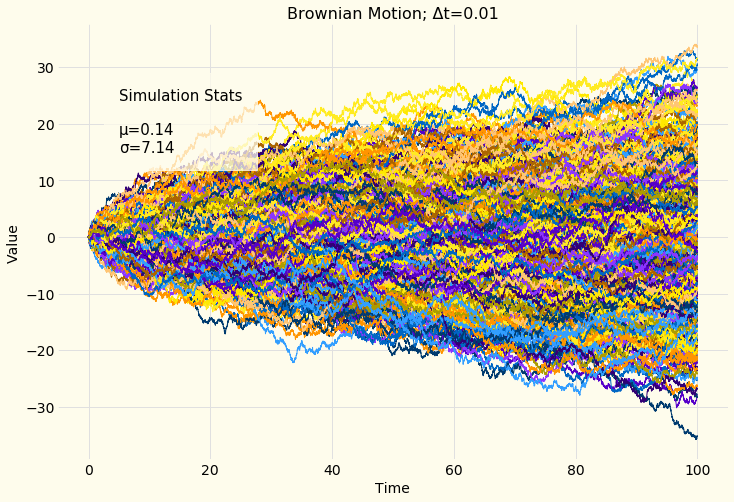 Brownian Motion; Δt=0.01
Simulation Stats
μ=0.14
σ=7.14
Value
30
20
10
0
−10
−20
−30
0 20 40 60 80 100
Time